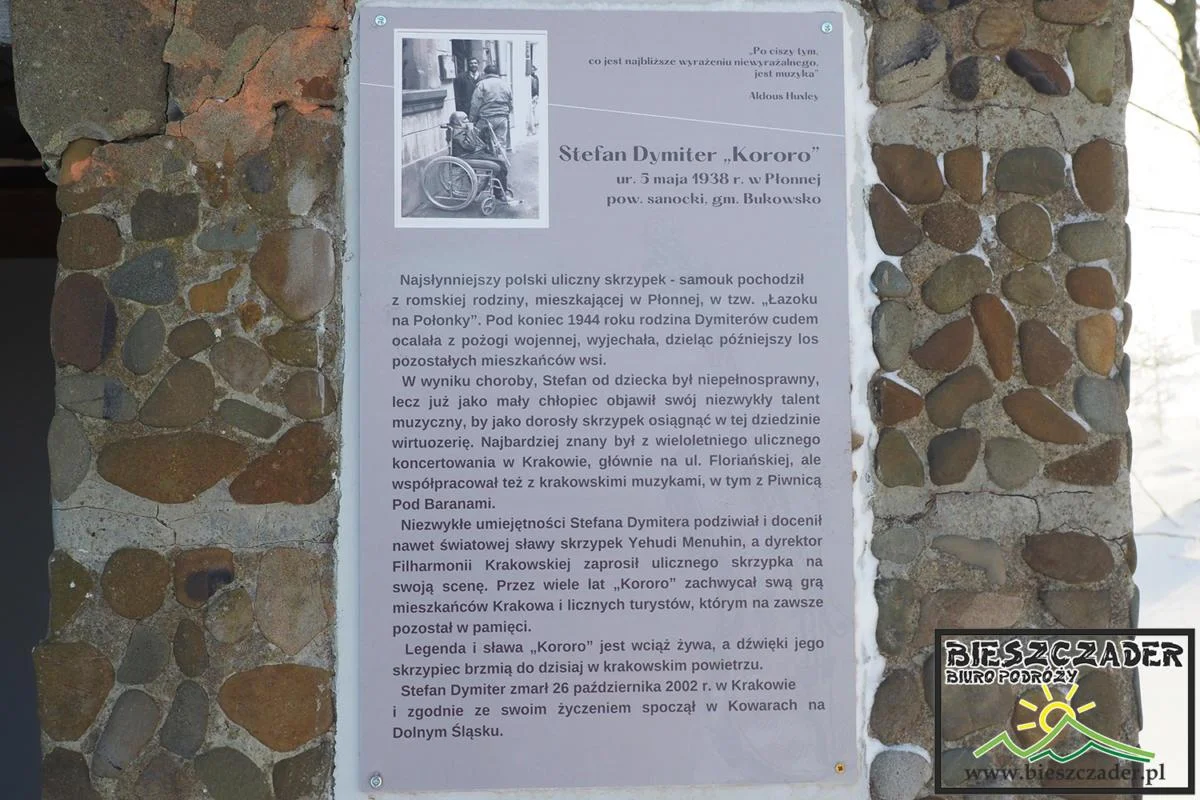 „Po ciszy tym,
co jest najbliższe wyrażeniu niewyrażalnego,
jest muzyka”
Aldous Huxley
Stefan Dymiter „Kororo”
ur. 5 maja 1938 r. w Płonnej
pow. sanocki, gm. Bukowsko
Najsłynniejszy polski uliczny skrzypek - samouk pochodził
z romskiej rodziny, mieszkającej w Płonnej, w tzw. „Łazoku
na Połonky”. Pod koniec 1944 roku rodzina Dymiterów cudem
ocalała z pożogi wojennej, wyjechała, dzieląc późniejszy los
pozostałych mieszkańców wsi.
W wyniku choroby, Stefan od dziecka był niepełnosprawny,
lecz już jako mały chłopiec objawił swój niezwykły talent
muzyczny, by jako dorosły skrzypek osiągnąć w tej dziedzinie
wirtuozerię. Najbardziej znany był z wieloletniego ulicznego
koncertowania w Krakowie, głównie na ul. Floriańskiej, ale
współpracował też z krakowskimi muzykami, w tym z Piwnicą
Pod Baranami.
Niezwykłe umiejętności Stefana Dymitera podziwiał i docenił
nawet światowej sławy skrzypek Yehudi Menuhin, a dyrektor
Filharmonii Krakowskiej zaprosił ulicznego skrzypka na
swoją scenę. Przez wiele lat „Kororo” zachwycał swą grą
mieszkańców Krakowa i licznych turystów, którym na zawsze
pozostał w pamięci.
Legenda i sława „Kororo” jest wciąż żywa, a dźwięki jego
skrzypiec brzmią do dzisiaj w krakowskim powietrzu.
Stefan Dymiter zmarł 26 października 2002 r. w Krakowie
i zgodnie ze swoim życzeniem spoczął w Kowarach na
Dolnym Śląsku.
BIESZCZADER
BIURO PODRÓŻY
www.bieszczader.pl